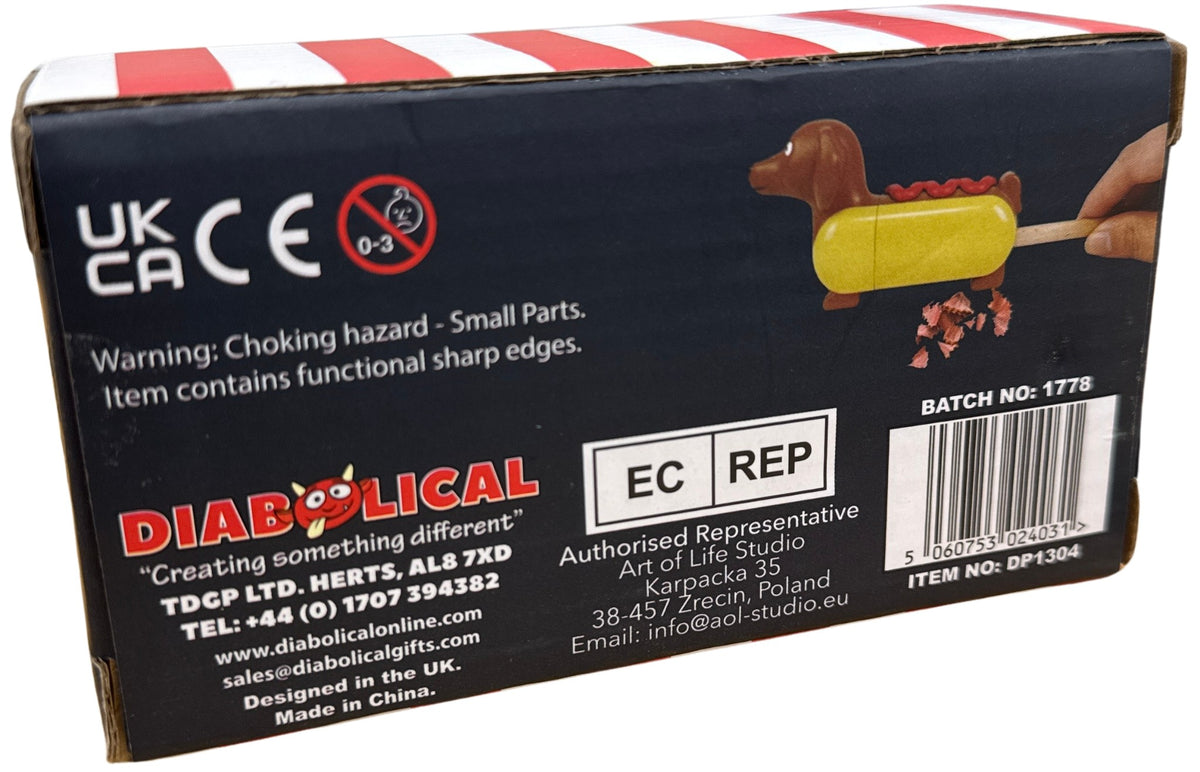 UK
CA CE
0-3
Warning: Choking hazard - Small Parts.
Item contains functional sharp edges.
DIABOLICAL
“Creating something different”
TDGP LTD. HERTS, AL8 7XD
TEL: +44 (0) 1707 394382
www.diabolicalonline.com
sales@diabolicalgifts.com
Designed in the UK.
Made in China.
EC REP
Authorised Representative
Art of Life Studio
Karpacka 35
38-457 Zrecin, Poland
Email: info@aol-studio.eu
BATCH NO: 1778
5 060753 024031 >
ITEM NO: DP1304